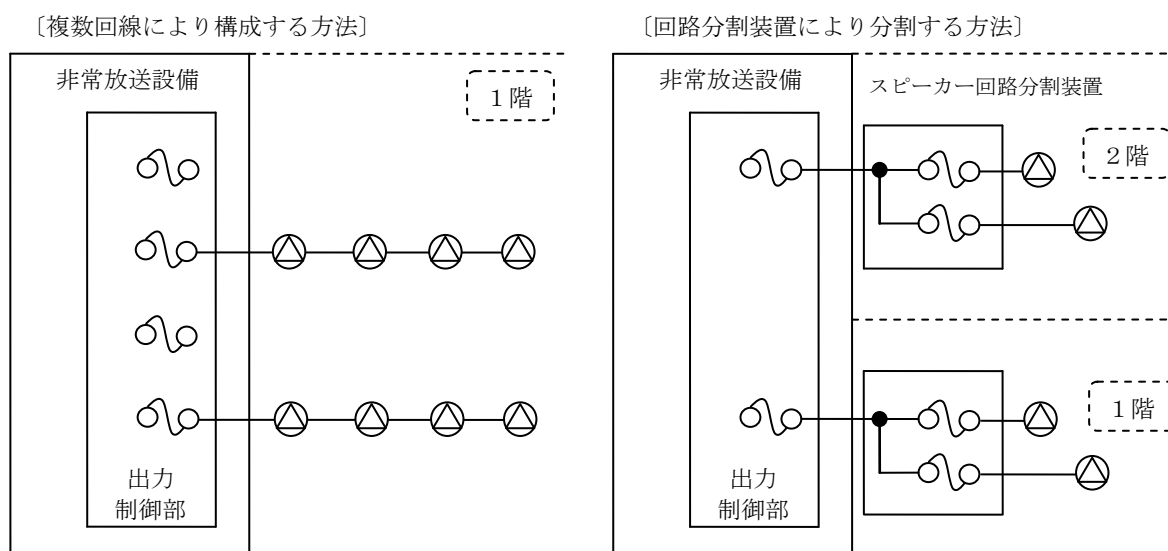 〔複数回線により構成する方法〕
非常放送設備
1階
出力
制御部
〔回路分割装置により分割する方法〕
非常放送設備
スピーカー回路分割装置
2階
1階
出力
制御部